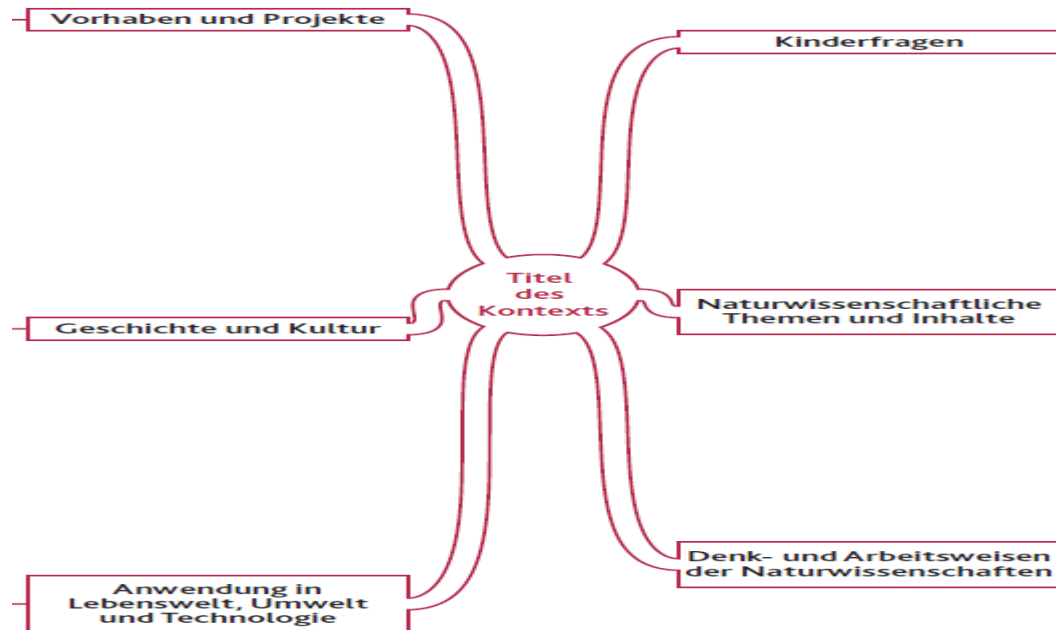 Vorhaben und Projekte
Kinderfragen
Titel
des
Kontexts
Naturwissenschaftliche
Themen und Inhalte
Geschichte und Kultur
Denk- und Arbeitsweisen
der Naturwissenschaften
Anwendung in
Lebenswelt, Umwelt
und Technologie